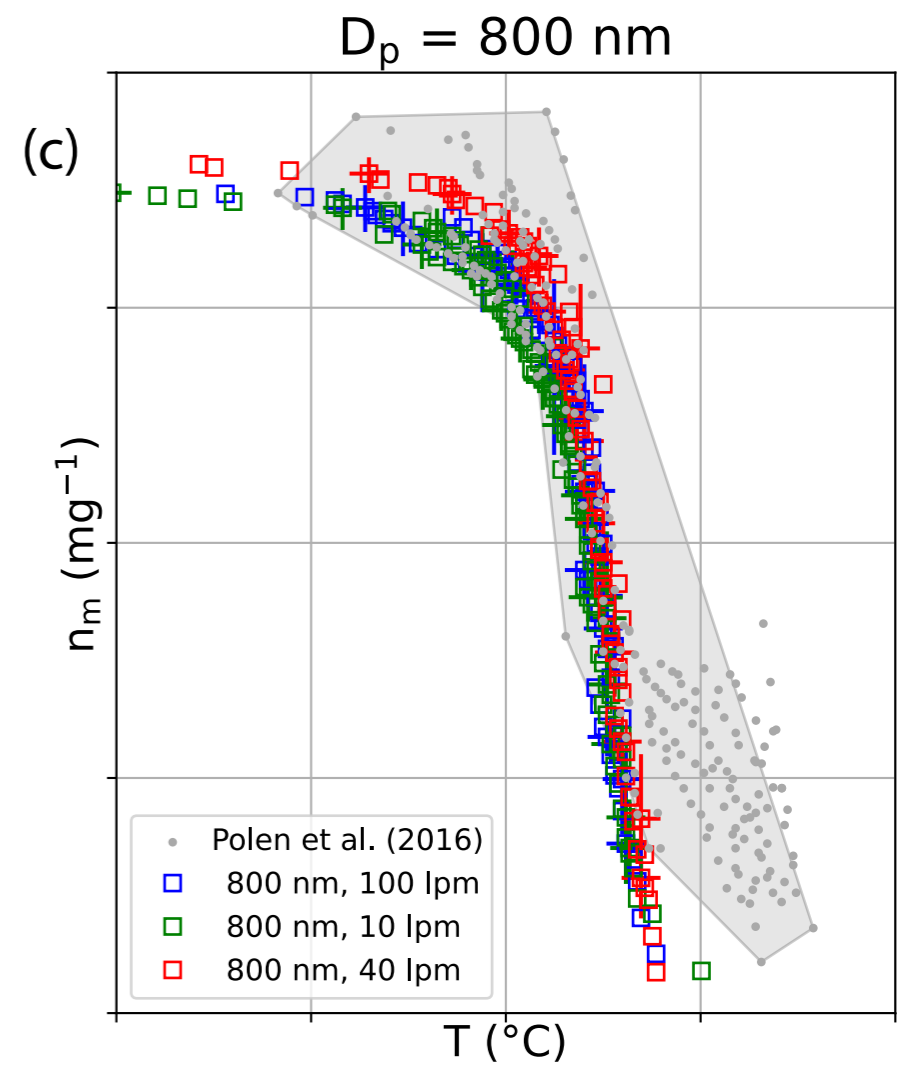 Dₚ = 800 nm
(c)
nₘ (mg⁻¹)
Polen et al. (2016)
800 nm, 100 lpm
800 nm, 10 lpm
800 nm, 40 lpm
T (°C)